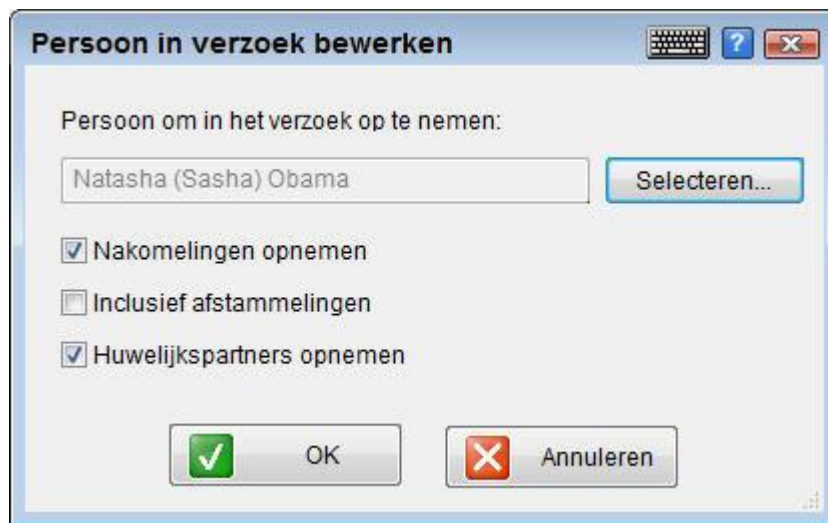 Persoon in verzoek bewerken
?
Persoon om in het verzoek op te nemen:
Natasha (Sasha) Obama
Selecteren...
Nakomelingen opnemen
Inclusief afstammelingen
Huwelijkspartners opnemen
OK
Annuleren